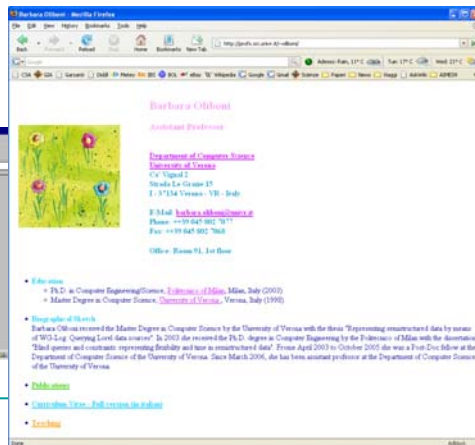 Barbara Oliboni - Mozilla Firefox
File Edit View History Bookmarks Tools Help
Back Forward Reload Stop Home Bookmarks New Tab
Google
Barbara Oliboni
Assistant Professor
Department of Computer Science
University of Verona
Ca' Vignal 2
Strada Le Grazie 15
I - 37134 Verona - VR - Italy
E-Mail: barbara.oliboni@univr.it
Phone: ++39 045 802 7077
Fax: ++39 045 802 7068
Office: Room 91, 1st floor
Education
Ph.D. in Computer Engineering/Science, Politecnico of Milan, Milan, Italy (2003)
Master Degree in Computer Science, University of Verona, Verona, Italy (1998)
Biographical Sketch
Barbara Oliboni received the Master Degree in Computer Science by the University of Verona with the thesis "Representing semistructured data by means
of WG-Log: Querying Lorel data sources". In 2003 she received the Ph.D. degree in Computer Engineering by the Politecnico of Milan with the dissertation
"Blind queries and constraints: representing flexibility and time in semistructured data". From April 2003 to October 2005 she was a Post-Doc fellow at the
Department of Computer Science of the University of Verona. Since March 2006, she has been assistant professor at the Department of Computer Science
of the University of Verona.
Publications
Curriculum Vitae - Full version (in italian)
Teaching
Done